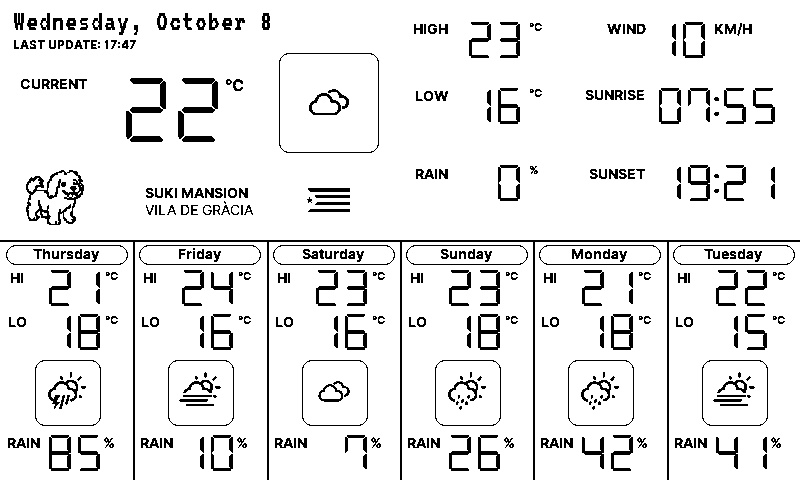 Wednesday, October 8
LAST UPDATE: 17:47
CURRENT 22 °C
HIGH 23 °C
LOW 16 °C
RAIN 0 %
WIND 10 KM/H
SUNRISE 07:55
SUNSET 19:21
SUKI MANSION
VILA DE GRÀCIA
Thursday
HI 21 °C
LO 18 °C
RAIN 85 %
Friday
HI 24 °C
LO 16 °C
RAIN 10 %
Saturday
HI 23 °C
LO 16 °C
RAIN 7 %
Sunday
HI 23 °C
LO 18 °C
RAIN 26 %
Monday
HI 21 °C
LO 18 °C
RAIN 42 %
Tuesday
HI 22 °C
LO 15 °C
RAIN 41 %